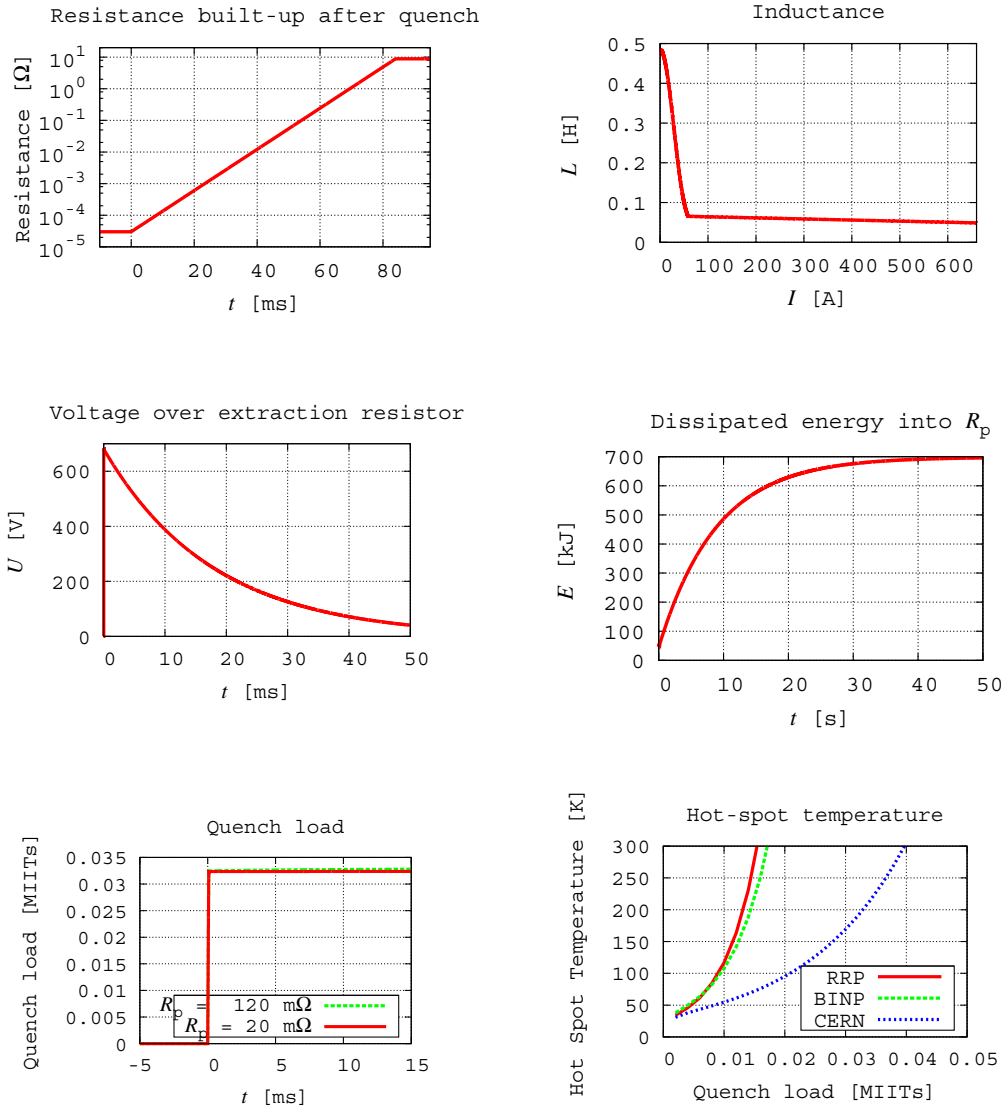 Resistance built-up after quench
Resistance [Ω]
10^1
10^0
10^-1
10^-2
10^-3
10^-4
10^-5
0 20 40 60 80
t [ms]
Inductance
L [H]
0.5
0.4
0.3
0.2
0.1
0
0 100 200 300 400 500 600
I [A]
Voltage over extraction resistor
U [V]
600
400
200
0
0 10 20 30 40 50
t [ms]
Dissipated energy into R_p
E [kJ]
700
600
500
400
300
200
100
0
0 10 20 30 40 50
t [s]
Quench load
Quench load [MIITs]
0.035
0.03
0.025
0.02
0.015
0.01
0.005
0
R_p = 120 mΩ
R_p = 20 mΩ
-5 0 5 10 15
t [ms]
Hot-spot temperature
Hot Spot Temperature [K]
300
250
200
150
100
50
0
RRP
BINP
CERN
0 0.01 0.02 0.03 0.04 0.05
Quench load [MIITs]